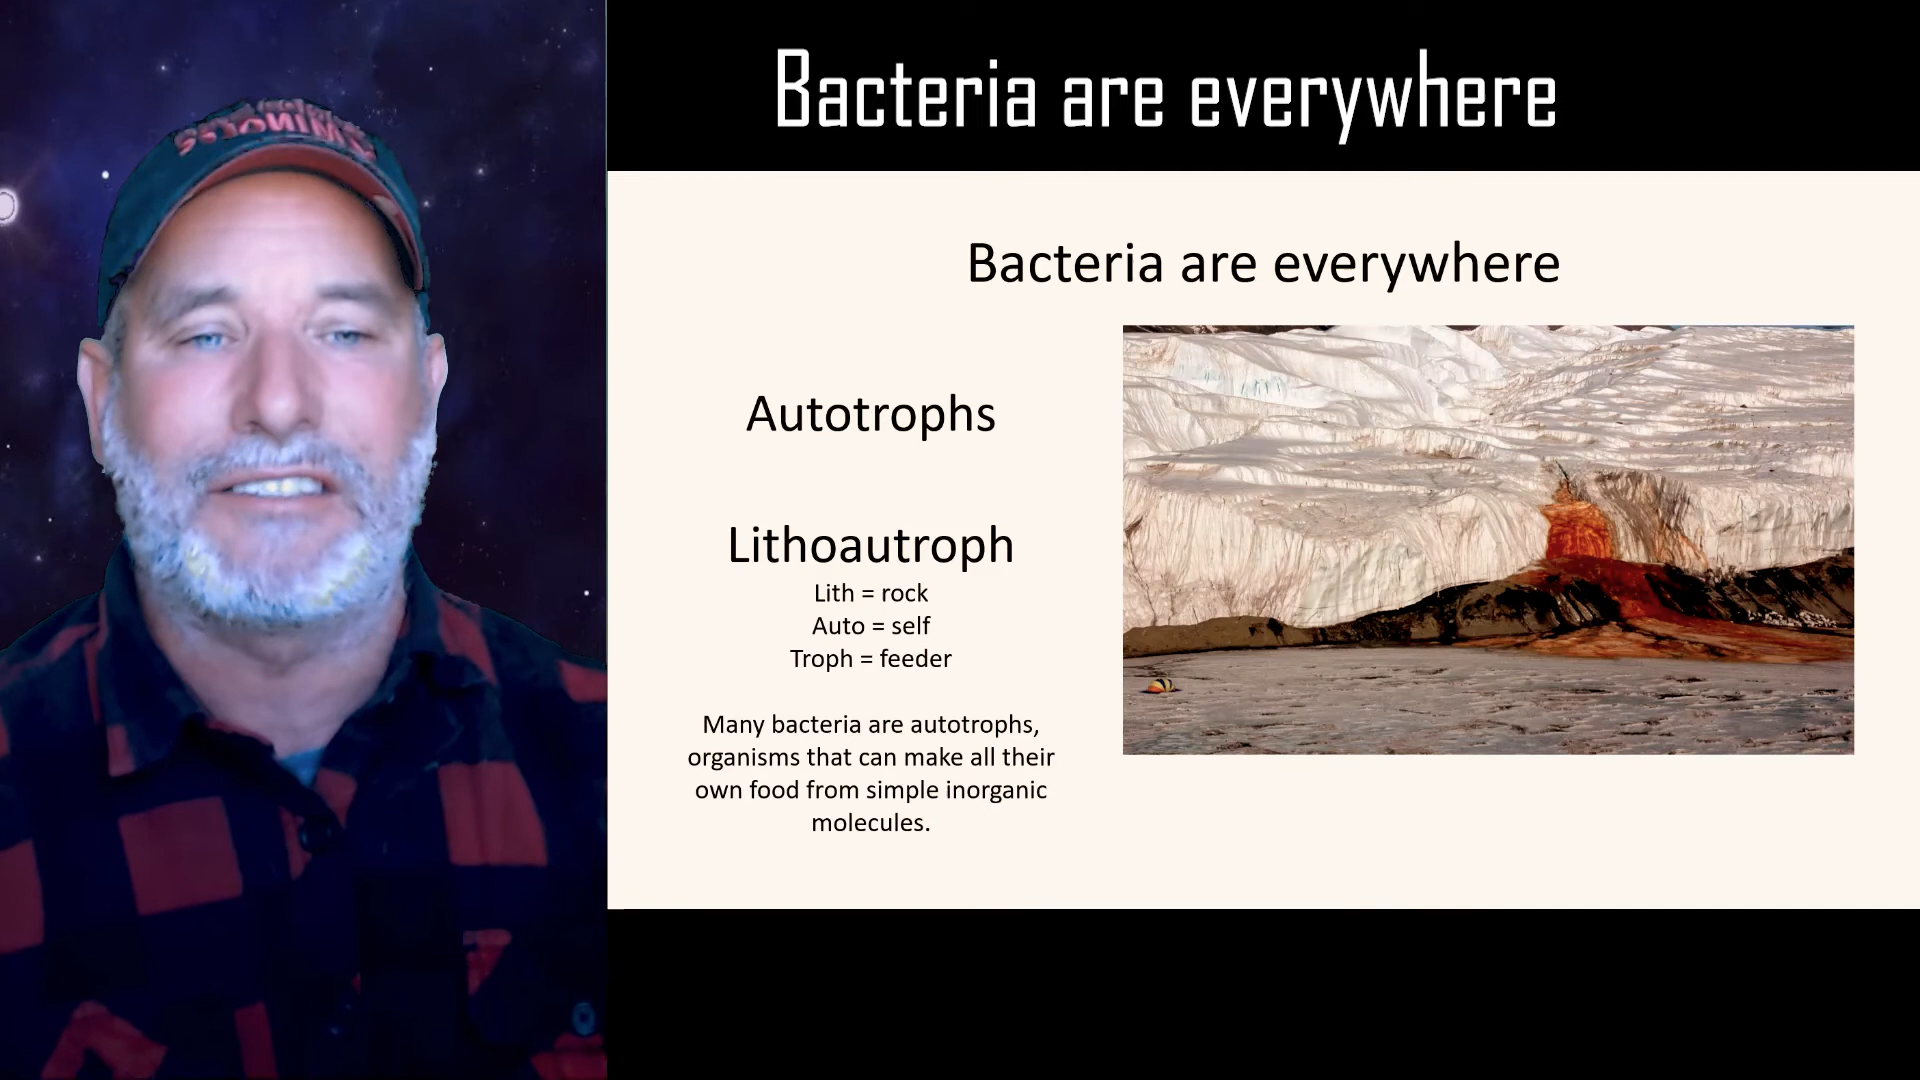 Bacteria are everywhere
Bacteria are everywhere
Autotrophs
Lithoautroph
Lith = rock
Auto = self
Troph = feeder
Many bacteria are autotrophs,
organisms that can make all their
own food from simple inorganic
molecules.